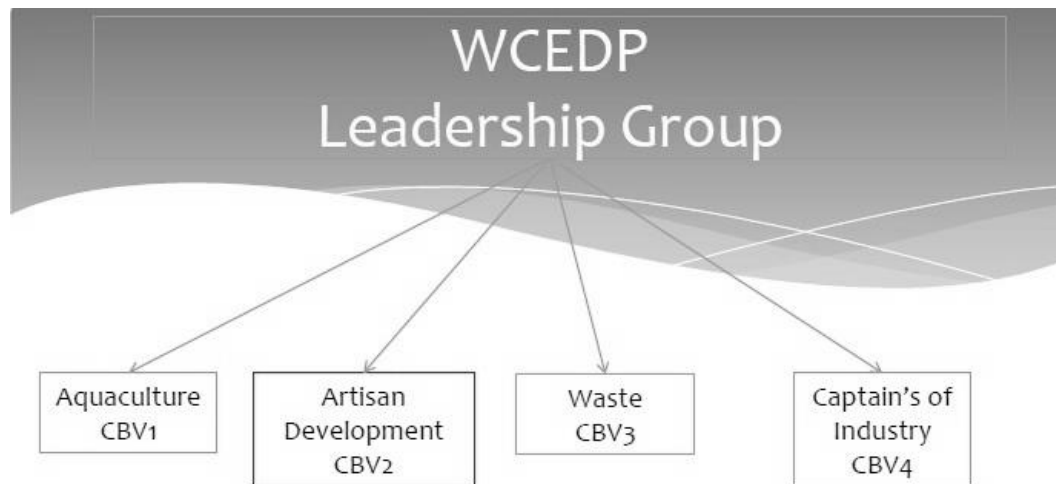 WCEDP
Leadership Group
Aquaculture
CBV1
Artisan
Development
CBV2
Waste
CBV3
Captain's of
Industry
CBV4